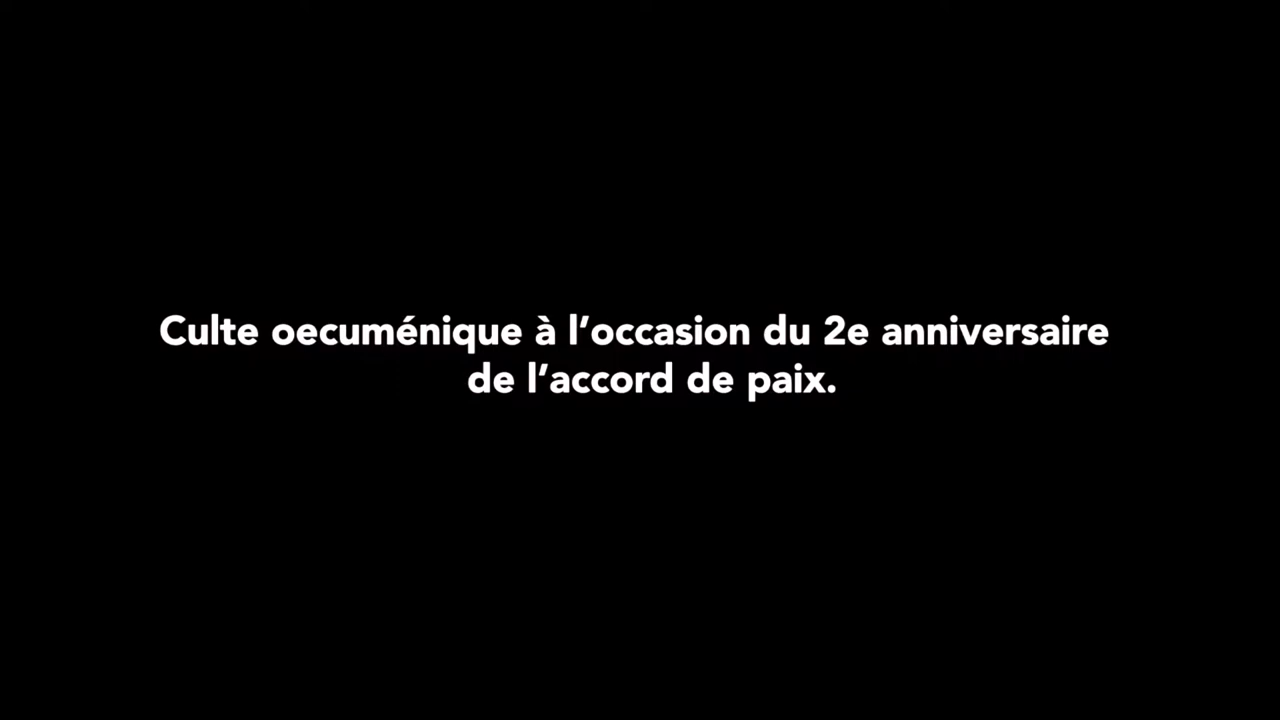 Culte oecuménique à l’occasion du 2e anniversaire
de l’accord de paix.